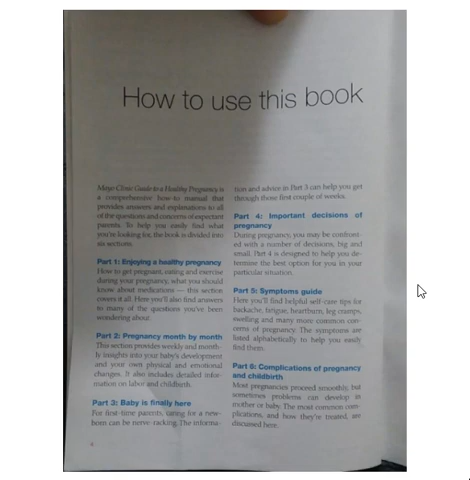 How to use this book
Mayo Clinic Guide to a Healthy Pregnancy is
a comprehensive how-to manual that
provides answers and explanations to all
of the questions and concerns of expectant
parents. To help you easily find what
you're looking for, the book is divided into
six sections.
Part 1: Enjoying a healthy pregnancy
How to get pregnant, eating and exercise
during your pregnancy, what you should
know about medications — this section
covers it all. Here you'll also find answers
to many of the questions you've been
wondering about.
Part 2: Pregnancy month by month
This section provides weekly and month-
ly insights into your baby's development
and your own physical and emotional
changes. It also includes detailed infor-
mation on labor and childbirth.
Part 3: Baby is finally here
For first-time parents, caring for a new-
born can be nerve-racking. The informa-
tion and advice in Part 3 can help you get
through those first couple of weeks.
Part 4: Important decisions of
pregnancy
During pregnancy, you may be confront-
ed with a number of decisions, big and
small. Part 4 is designed to help you de-
termine the best option for you in your
particular situation.
Part 5: Symptoms guide
Here you'll find helpful self-care tips for
backache, fatigue, heartburn, leg cramps,
swelling and many more common con-
cerns of pregnancy. The symptoms are
listed alphabetically to help you easily
find them.
Part 6: Complications of pregnancy
and childbirth
Most pregnancies proceed smoothly, but
sometimes problems can develop in
mother or baby. The most common com-
plications, and how they're treated, are
discussed here.